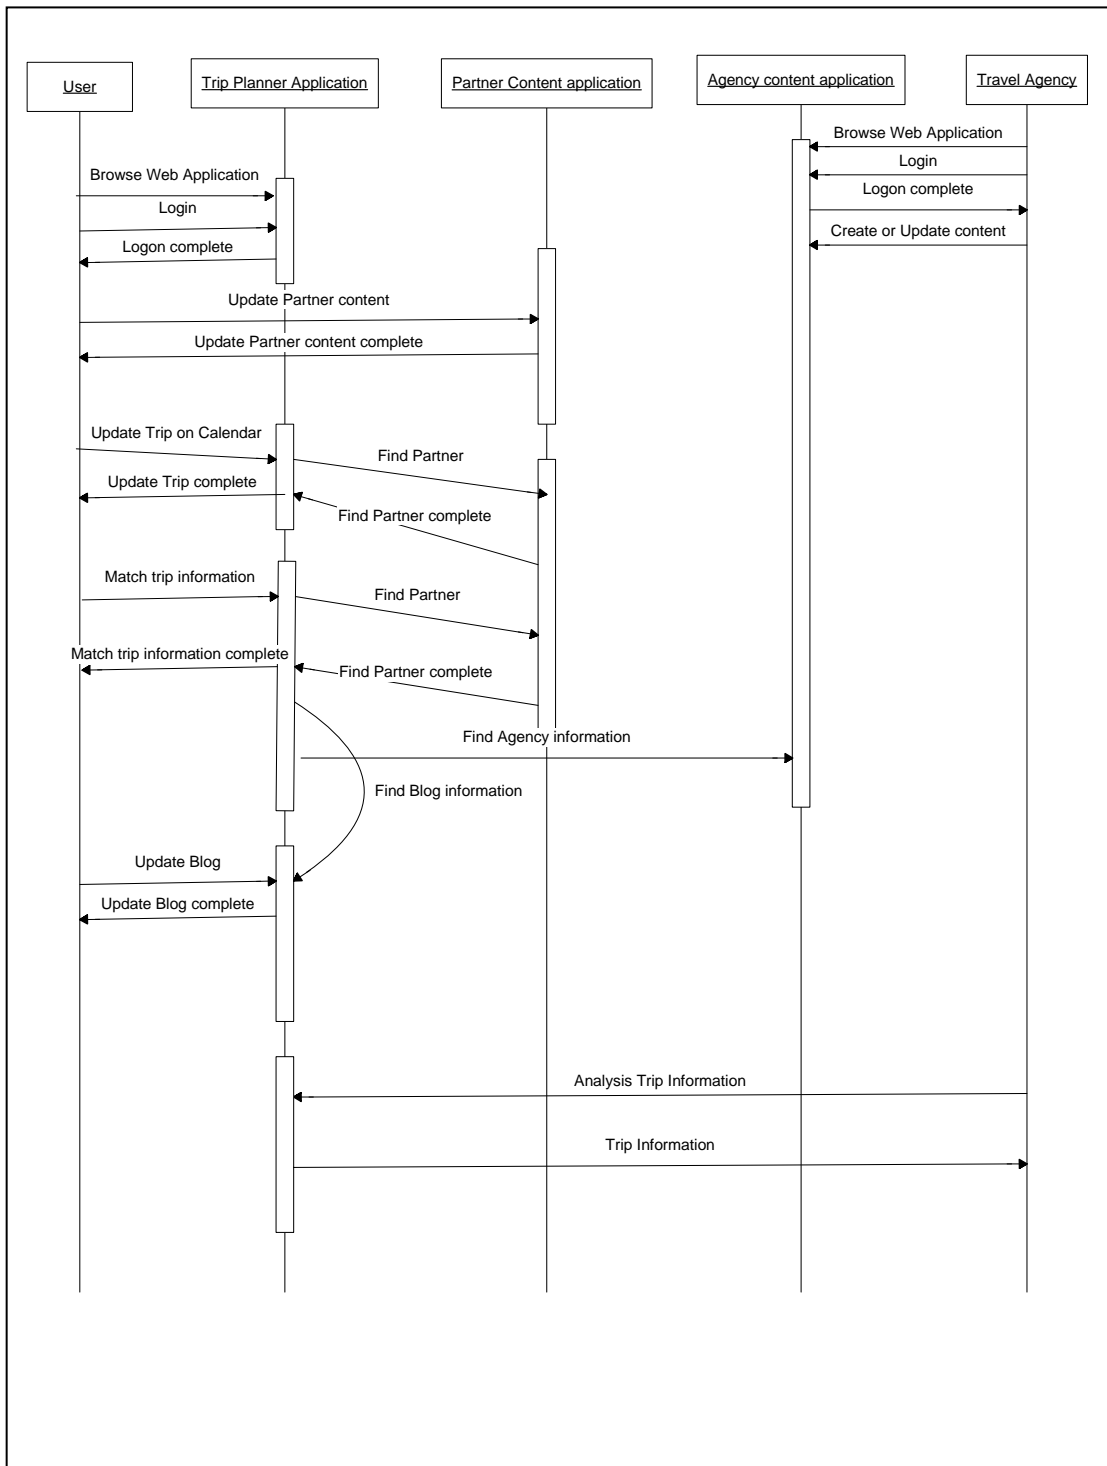 User
Trip Planner Application
Partner Content application
Agency content application
Travel Agency
Browse Web Application
Login
Logon complete
Create or Update content
Browse Web Application
Login
Logon complete
Update Partner content
Update Partner content complete
Update Trip on Calendar
Find Partner
Update Trip complete
Find Partner complete
Match trip information
Find Partner
Match trip information complete
Find Partner complete
Find Agency information
Find Blog information
Update Blog
Update Blog complete
Analysis Trip Information
Trip Information